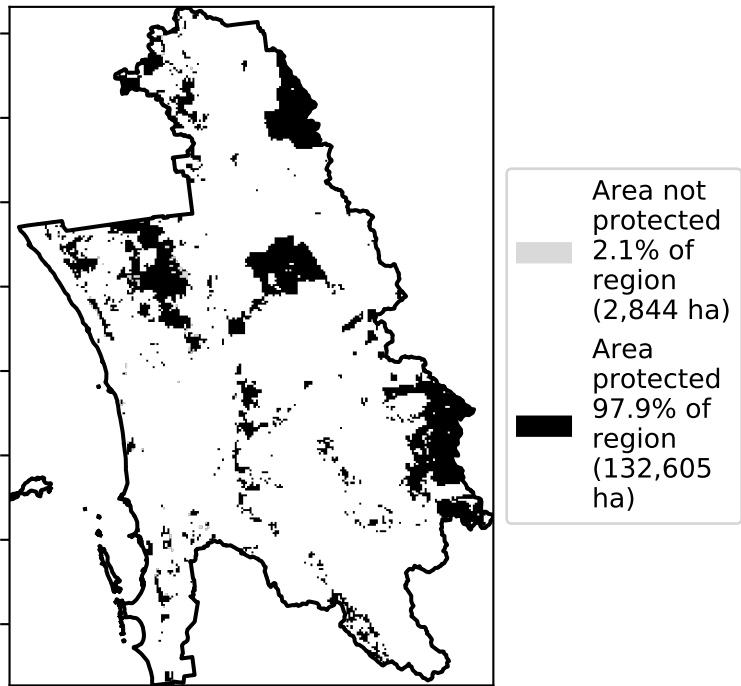 Area not
protected
2.1% of
region
(2,844 ha)
Area
protected
97.9% of
region
(132,605
ha)